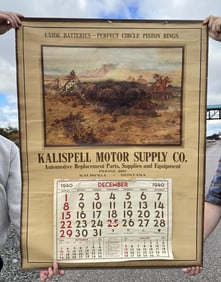 EXIDE BATTERIES—PERFECT CIRCLE PISTON RINGS
KALISPELL MOTOR SUPPLY CO.
Automotive Replacement Parts, Supplies and Equipment
KALISPELL - MONTANA
1940 DECEMBER 1940
1 2 3 4 5 6 7
8 9 10 11 12 13 14
15 16 17 18 19 20 21
22 23 24 25 26 27 28
29 30 31